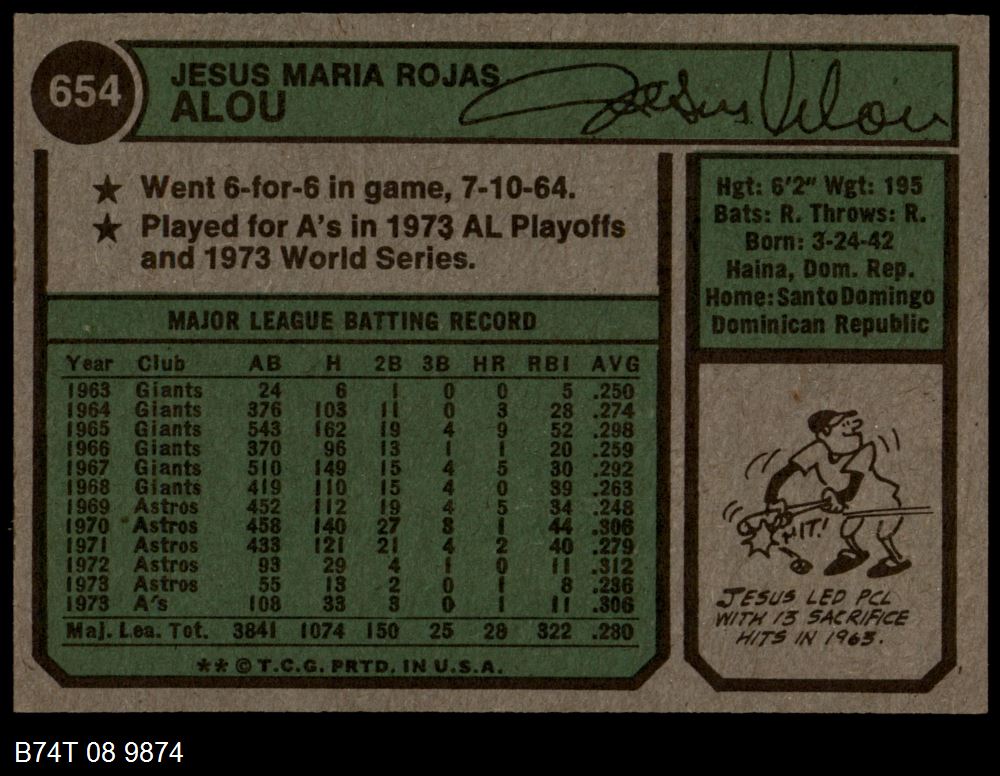 654
JESUS MARIA ROJAS
ALOU
Jesus Alou
★ Went 6-for-6 in game, 7-10-64.
★ Played for A's in 1973 AL Playoffs
and 1973 World Series.
Hgt: 6'2" Wgt: 195
Bats: R. Throws: R.
Born: 3-24-42
Haina, Dom. Rep.
Home: Santo Domingo
Dominican Republic
MAJOR LEAGUE BATTING RECORD
Year Club AB H 2B 3B HR RBI AVG
1963 Giants 24 6 1 0 0 5 .250
1964 Giants 376 103 11 0 3 28 .274
1965 Giants 543 162 19 4 9 52 .298
1966 Giants 370 96 13 1 1 20 .259
1967 Giants 510 149 15 4 5 30 .292
1968 Giants 419 110 15 4 0 39 .263
1969 Astros 452 112 19 4 5 34 .248
1970 Astros 458 140 27 3 1 44 .306
1971 Astros 433 121 21 4 2 40 .279
1972 Astros 93 29 4 1 0 11 .312
1973 Astros 55 13 2 0 1 8 .236
1973 A's 108 33 3 0 1 11 .306
Maj. Lea. Tot. 3841 1074 150 25 28 322 .280
** © T.C.G. PRTD. IN U.S.A.
HIT!
JESUS LED PCL
WITH 13 SACRIFICE
HITS IN 1963.
B74T 08 9874